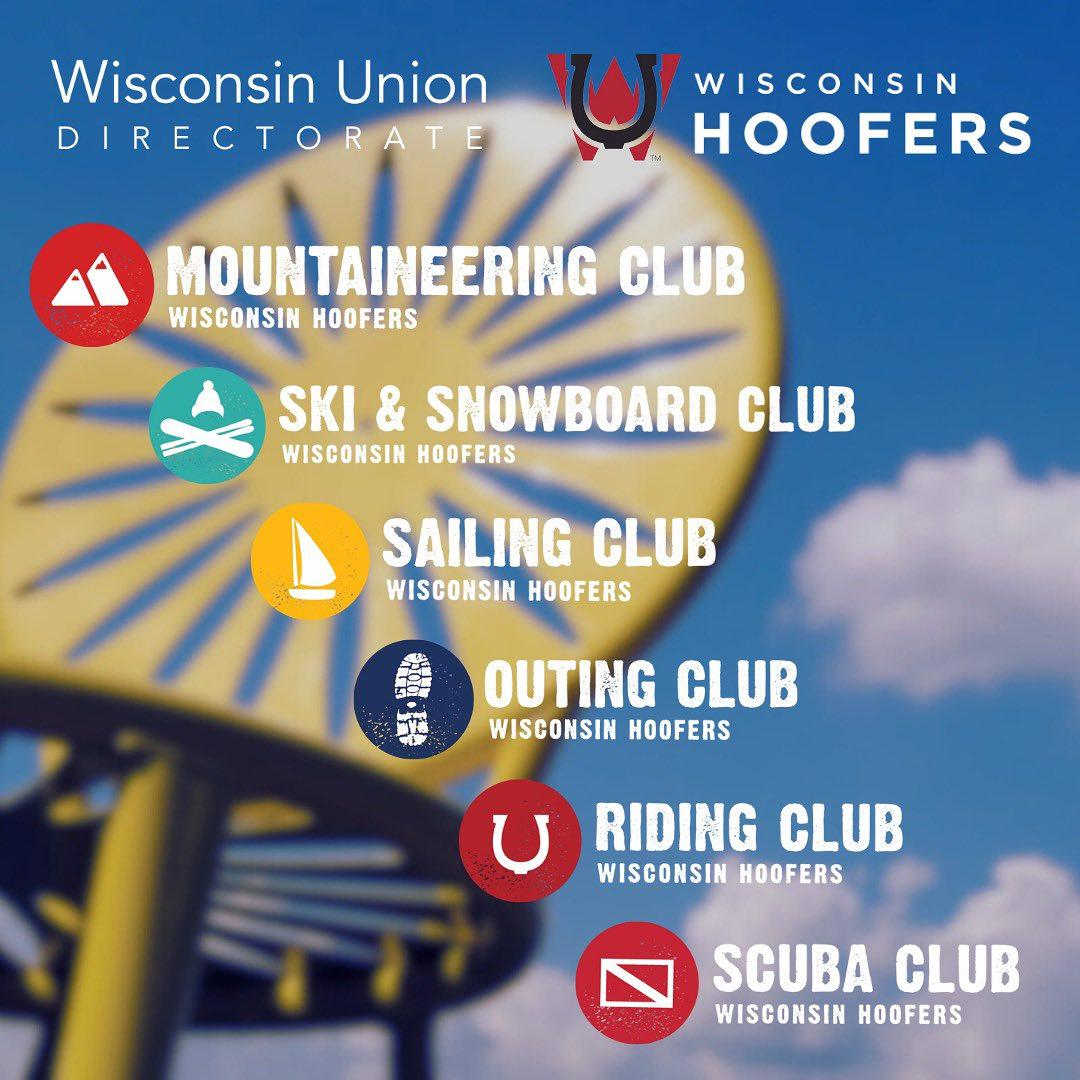 Wisconsin Union
DIRECTORATE
WISCONSIN
HOOFERS
TM
MOUNTAINEERING CLUB
WISCONSIN HOOFERS
SKI & SNOWBOARD CLUB
WISCONSIN HOOFERS
SAILING CLUB
WISCONSIN HOOFERS
OUTING CLUB
WISCONSIN HOOFERS
RIDING CLUB
WISCONSIN HOOFERS
SCUBA CLUB
WISCONSIN HOOFERS